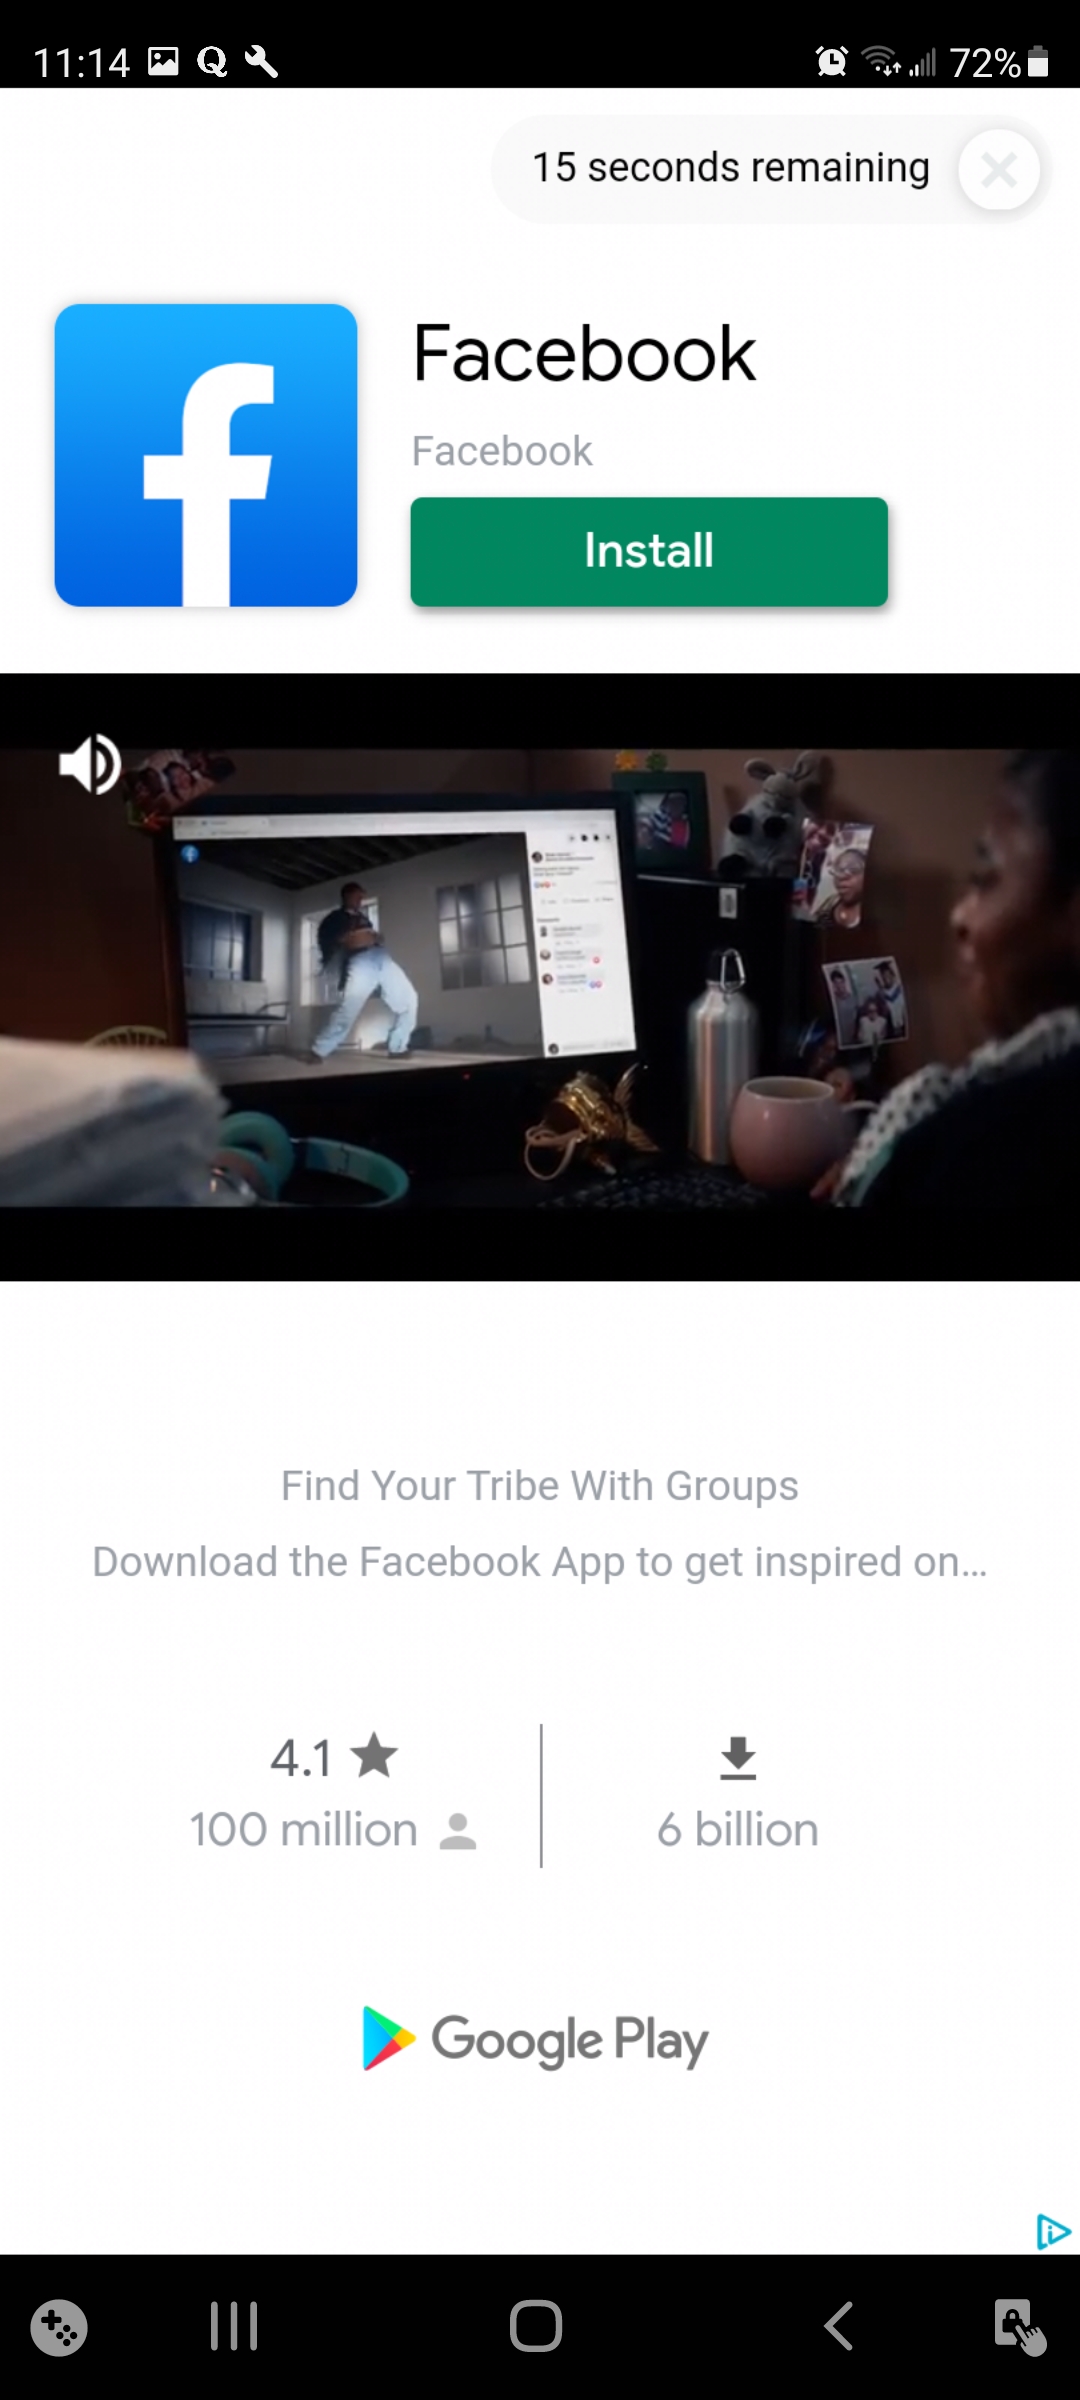 11:14
72%
15 seconds remaining
Facebook
Facebook
Install
Find Your Tribe With Groups
Download the Facebook App to get inspired on...
4.1
100 million
6 billion
Google Play